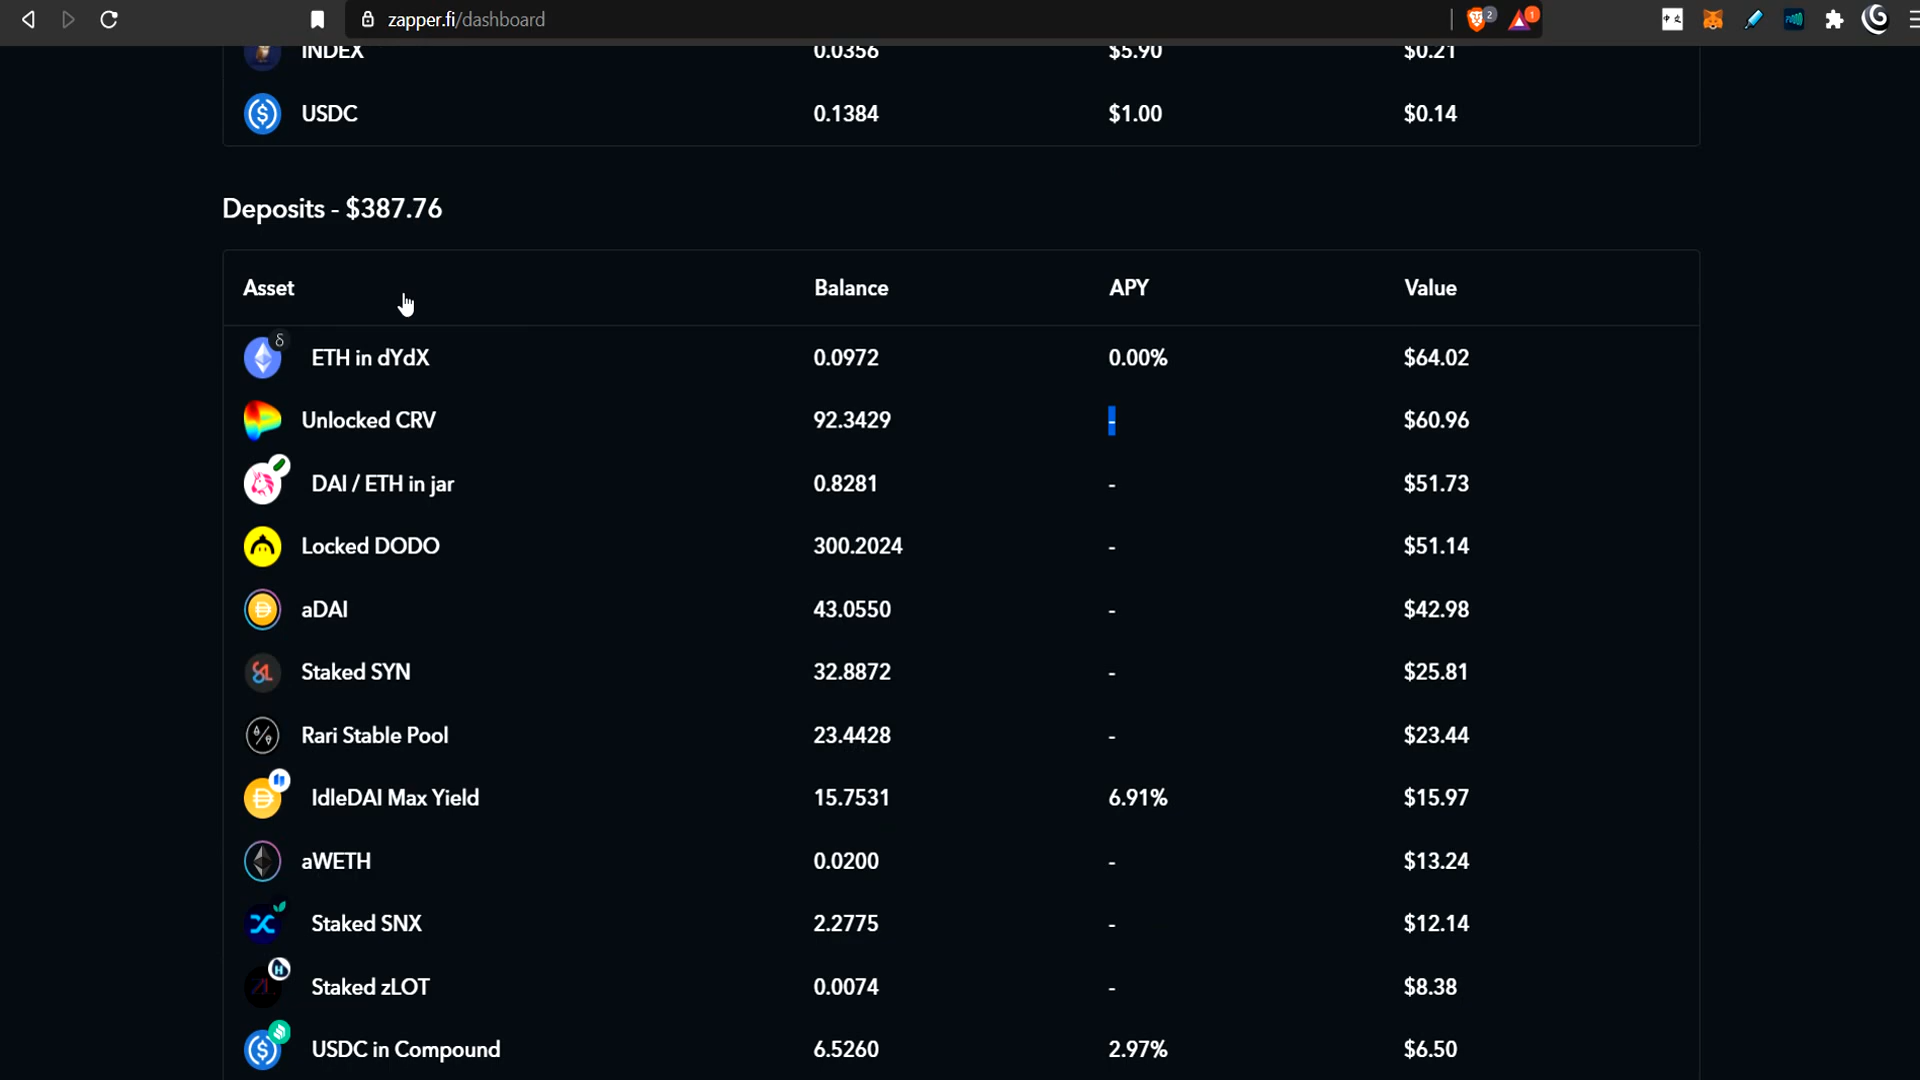 zapper.fi/dashboard
2
1
INDEX 0.0356 $5.90 $0.21
USDC 0.1384 $1.00 $0.14
Deposits - $387.76
Asset Balance APY Value
ETH in dYdX 0.0972 0.00% $64.02
Unlocked CRV 92.3429 - $60.96
DAI / ETH in jar 0.8281 - $51.73
Locked DODO 300.2024 - $51.14
aDAI 43.0550 - $42.98
Staked SYN 32.8872 - $25.81
Rari Stable Pool 23.4428 - $23.44
IdleDAI Max Yield 15.7531 6.91% $15.97
aWETH 0.0200 - $13.24
Staked SNX 2.2775 - $12.14
Staked zLOT 0.0074 - $8.38
USDC in Compound 6.5260 2.97% $6.50